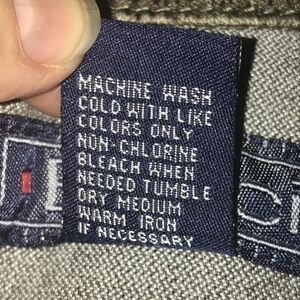 MACHINE WASH
COLD WITH LIKE
COLORS ONLY
NON-CHLORINE
BLEACH WHEN
NEEDED TUMBLE
DRY MEDIUM
WARM IRON
IF NECESSARY